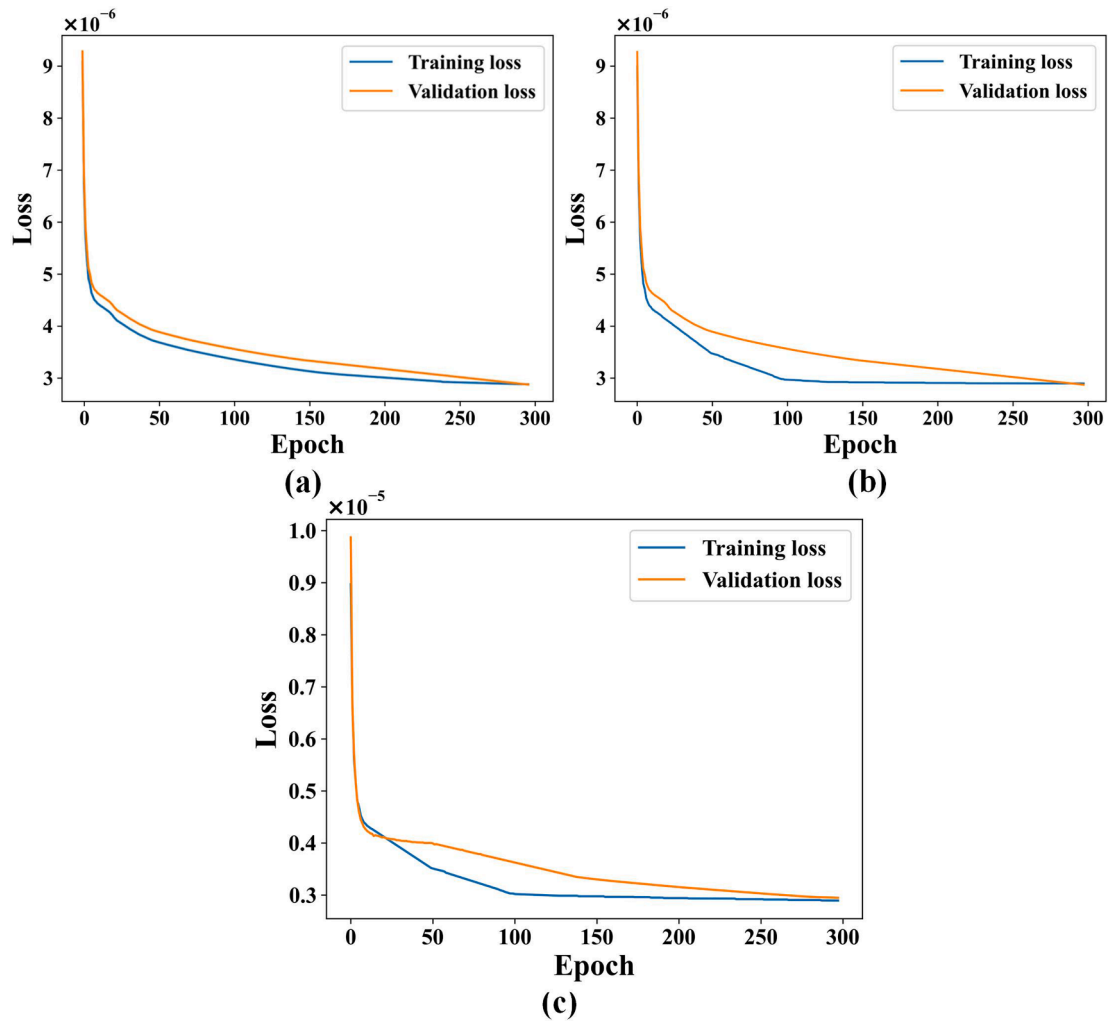 ×10⁻⁶
9
8
7
6
5
4
3
Loss
Training loss
Validation loss
0 50 100 150 200 250 300
Epoch
(a)
×10⁻⁶
9
8
7
6
5
4
3
Loss
Training loss
Validation loss
0 50 100 150 200 250 300
Epoch
(b)
×10⁻⁵
1.0
0.9
0.8
0.7
0.6
0.5
0.4
0.3
Loss
Training loss
Validation loss
0 50 100 150 200 250 300
Epoch
(c)